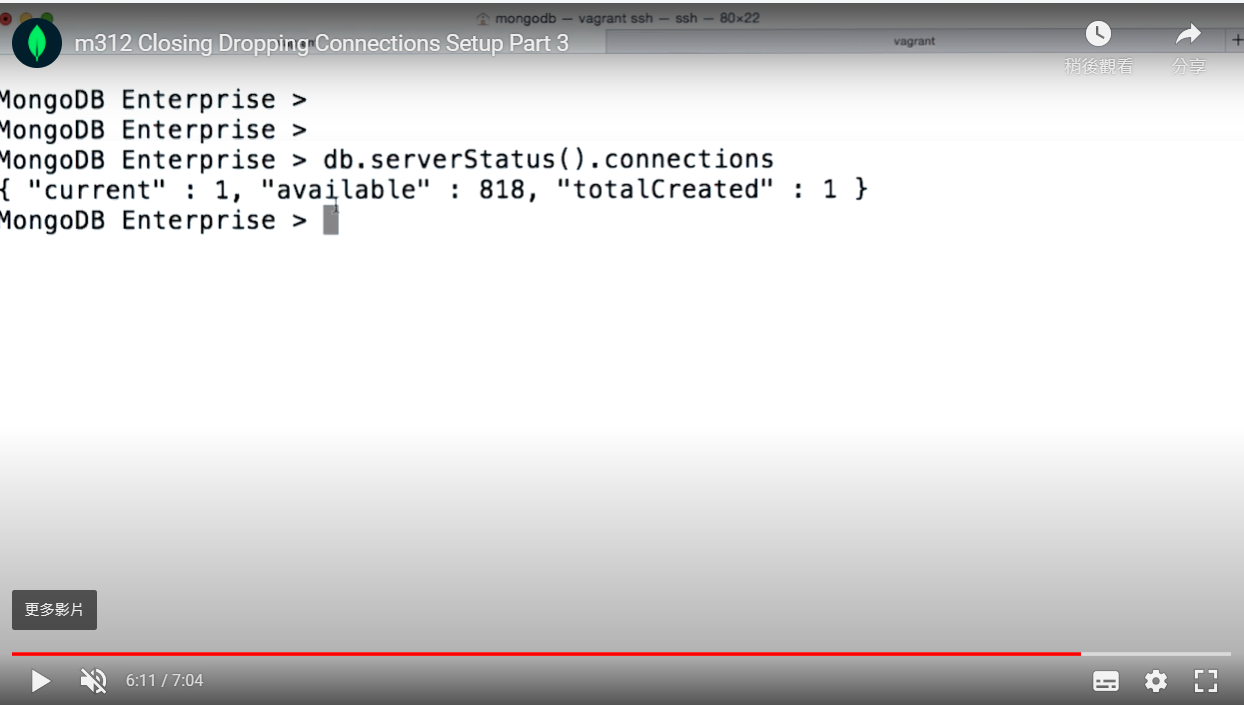 mongodb — vagrant ssh — ssh — 80×22
m312 Closing Dropping Connections Setup Part 3
vagrant
+
稍後觀看
分享
MongoDB Enterprise >
MongoDB Enterprise >
MongoDB Enterprise > db.serverStatus().connections
{ "current" : 1, "available" : 818, "totalCreated" : 1 }
MongoDB Enterprise >
更多影片
6:11 / 7:04